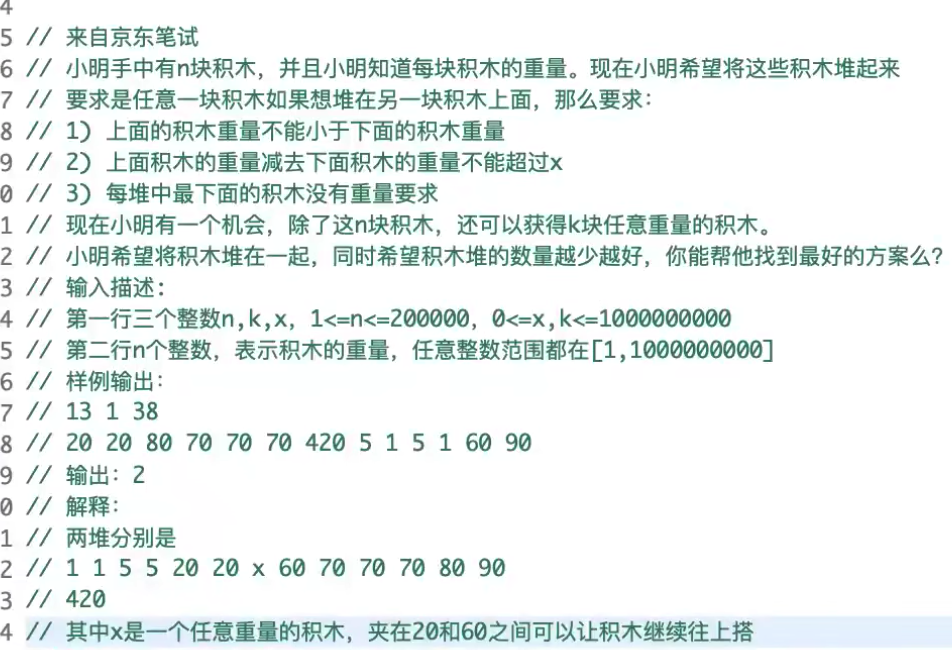 4
5 // 来自京东笔试
6 // 小明手中有n块积木，并且小明知道每块积木的重量。现在小明希望将这些积木堆起来
7 // 要求是任意一块积木如果想堆在另一块积木上面，那么要求：
8 // 1) 上面的积木重量不能小于下面的积木重量
9 // 2) 上面积木的重量减去下面积木的重量不能超过x
0 // 3) 每堆中最下面的积木没有重量要求
1 // 现在小明有一个机会，除了这n块积木，还可以获得k块任意重量的积木。
2 // 小明希望将积木堆在一起，同时希望积木堆的数量越少越好，你能帮他找到最好的方案么？
3 // 输入描述：
4 // 第一行三个整数n,k,x, 1<=n<=200000，0<=x,k<=1000000000
5 // 第二行n个整数，表示积木的重量，任意整数范围都在[1,1000000000]
6 // 样例输出：
7 // 13 1 38
8 // 20 20 80 70 70 70 420 5 1 5 1 60 90
9 // 输出：2
0 // 解释：
1 // 两堆分别是
2 // 1 1 5 5 20 20 x 60 70 70 70 80 90
3 // 420
4 // 其中x是一个任意重量的积木，夹在20和60之间可以让积木继续往上搭